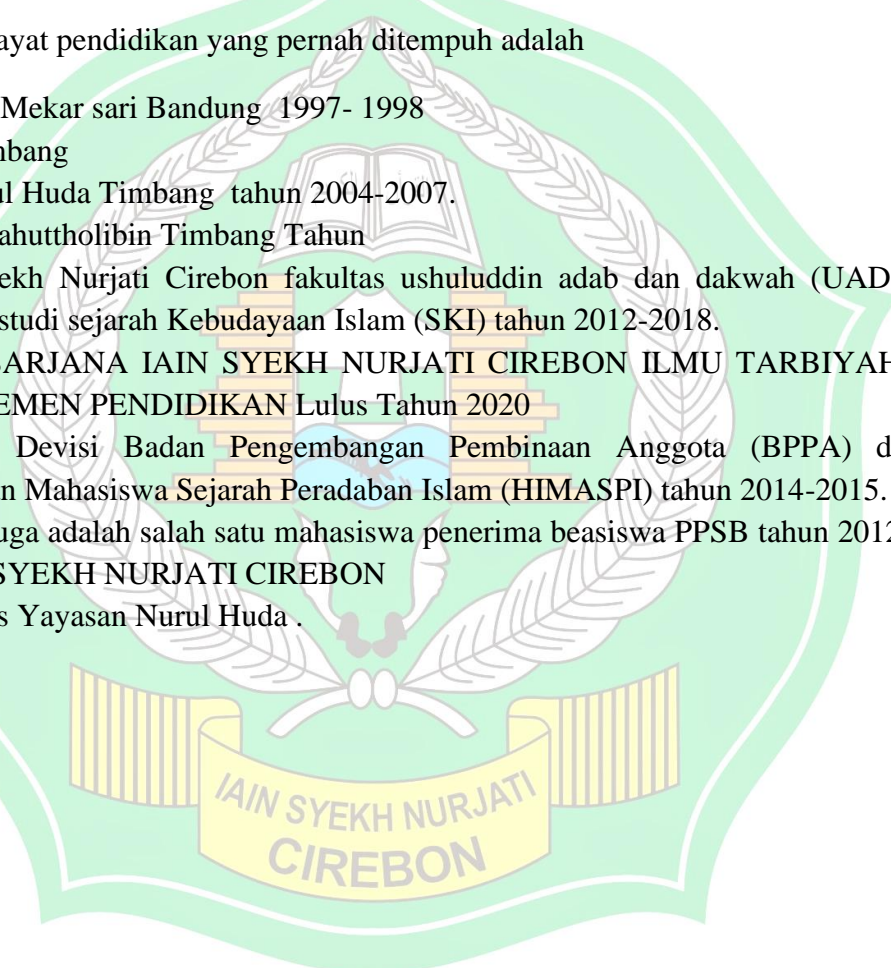 ayat pendidikan yang pernah ditempuh adalah
Mekar sari Bandung 1997- 1998
nbang
ul Huda Timbang tahun 2004-2007.
ahuttholibin Timbang Tahun
ekh Nurjati Cirebon fakultas ushuluddin adab dan dakwah (UAD
studi sejarah Kebudayaan Islam (SKI) tahun 2012-2018.
SARJANA IAIN SYEKH NURJATI CIREBON ILMU TARBIYAH
EMEN PENDIDIKAN Lulus Tahun 2020
Devisi Badan Pengembangan Pembinaan Anggota (BPPA) d
an Mahasiswa Sejarah Peradaban Islam (HIMASPI) tahun 2014-2015.
uga adalah salah satu mahasiswa penerima beasiswa PPSB tahun 2012
SYEKH NURJATI CIREBON
s Yayasan Nurul Huda .
IAIN SYEKH NURJATI
CIREBON